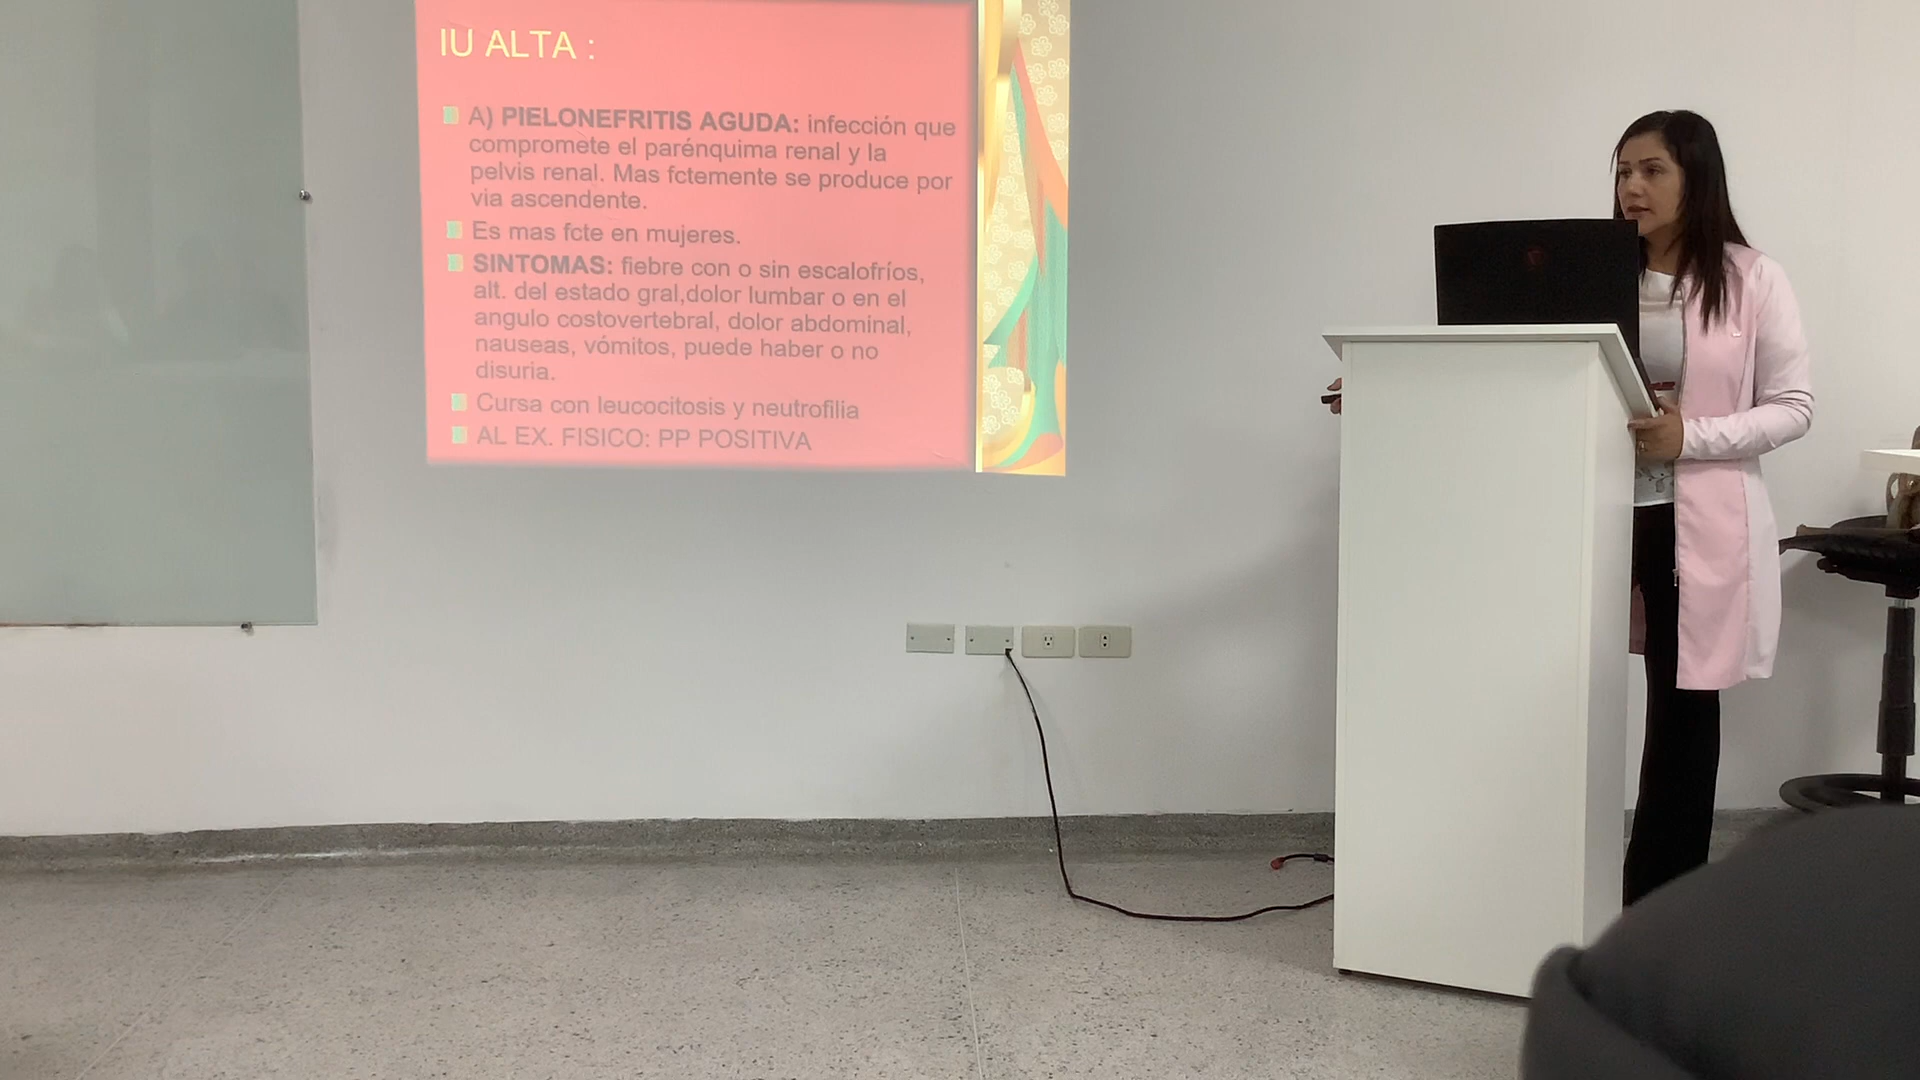 IU ALTA :
A) PIELONEFRITIS AGUDA: infección que
compromete el parénquima renal y la
pelvis renal. Mas fctemente se produce por
via ascendente.
Es mas fcte en mujeres.
SINTOMAS: fiebre con o sin escalofríos,
alt. del estado gral,dolor lumbar o en el
angulo costovertebral, dolor abdominal,
nauseas, vómitos, puede haber o no
disuria.
Cursa con leucocitosis y neutrofilia
AL EX. FISICO: PP POSITIVA